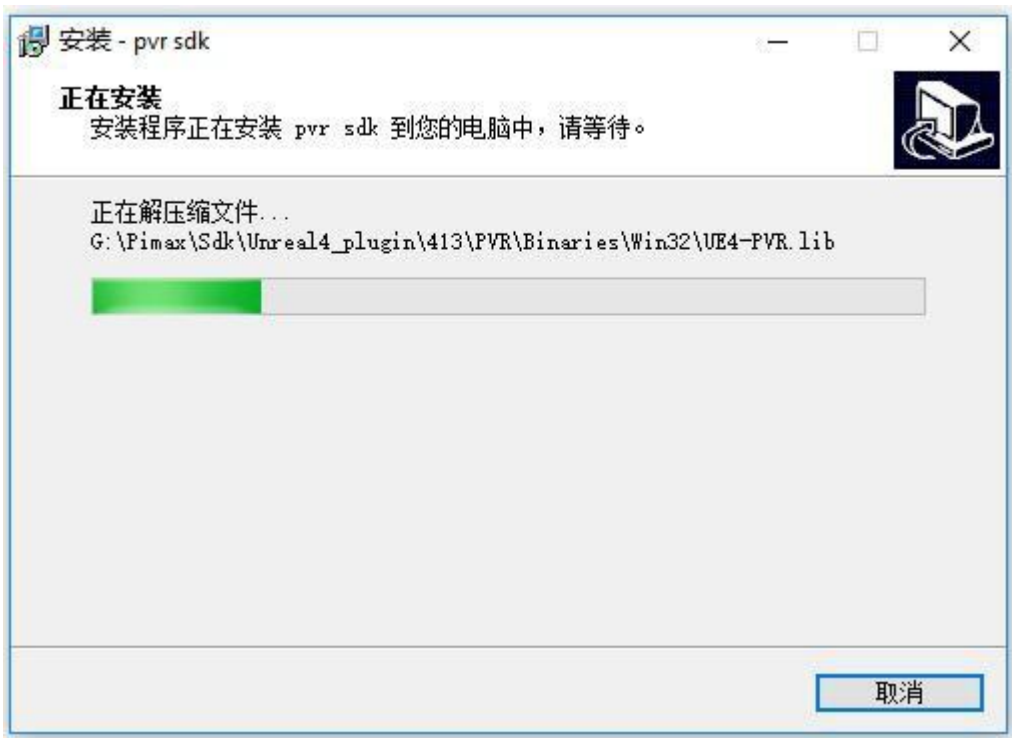 安装 - pvr sdk
正在安装
安装程序正在安装 pvr sdk 到您的电脑中，请等待。
正在解压缩文件...
G:\Pimax\Sdk\Unreal4_plugin\413\PVR\Binaries\Win32\UE4-PVR.lib
取消